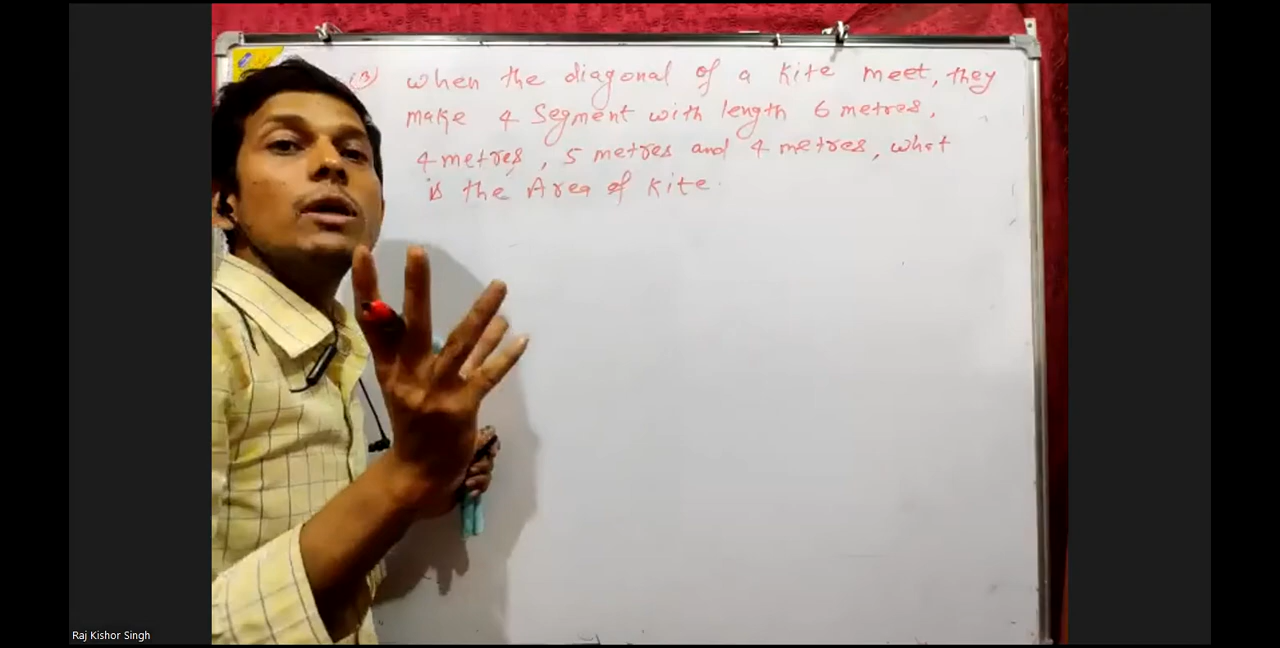 (3) When the diagonal of a kite meet, they
make 4 Segment with length 6 metres,
4 metres, 5 metres and 4 metres, what
is the Area of kite.
Raj Kishor Singh